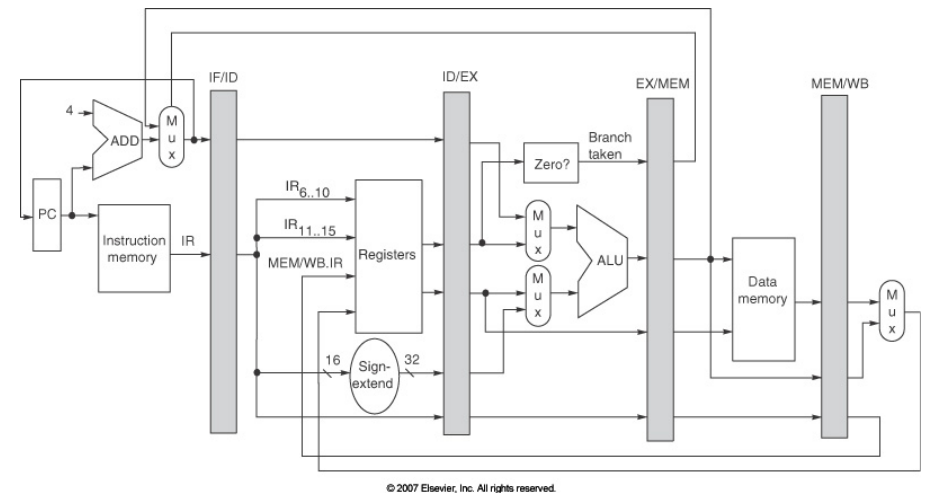 IF/ID
ID/EX
EX/MEM
MEM/WB
4
ADD
M
u
x
Branch
taken
Zero?
PC
Instruction
memory
IR
IR6..10
IR11..15
MEM/WB.IR
Registers
M
u
x
M
u
x
ALU
Data
memory
M
u
x
16
Sign-
extend
32
© 2007 Elsevier, Inc. All rights reserved.